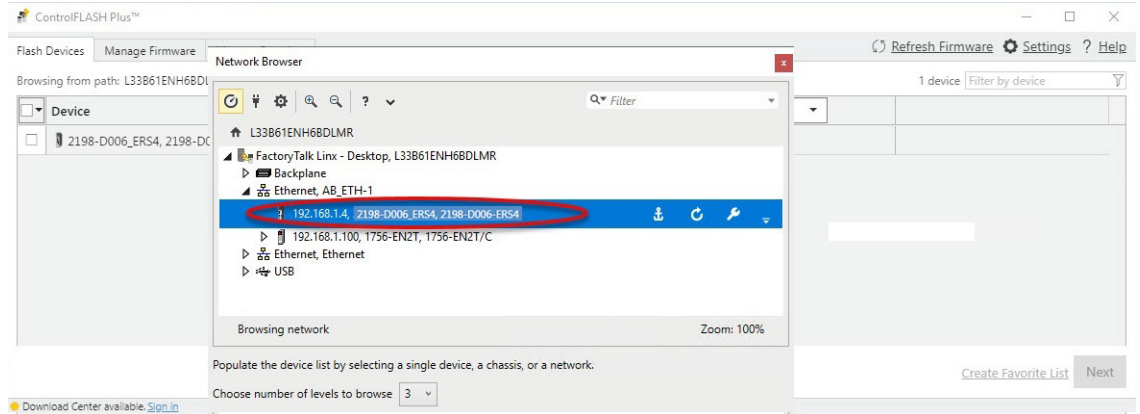 ControlFLASH Plus™
Flash Devices Manage Firmware Refresh Firmware Settings ? Help
Browsing from path: L33B61ENH6BDL 1 device Filter by device
Device
2198-D006_ERS4, 2198-D0
Network Browser
Filter
L33B61ENH6BDLMR
FactoryTalk Linx - Desktop, L33B61ENH6BDLMR
Backplane
Ethernet, AB_ETH-1
192.168.1.4, 2198-D006_ERS4, 2198-D006-ERS4
192.168.1.100, 1756-EN2T, 1756-EN2T/C
Ethernet, Ethernet
USB
Browsing network Zoom: 100%
Populate the device list by selecting a single device, a chassis, or a network.
Choose number of levels to browse 3
Create Favorite List Next
Download Center available. Sign in